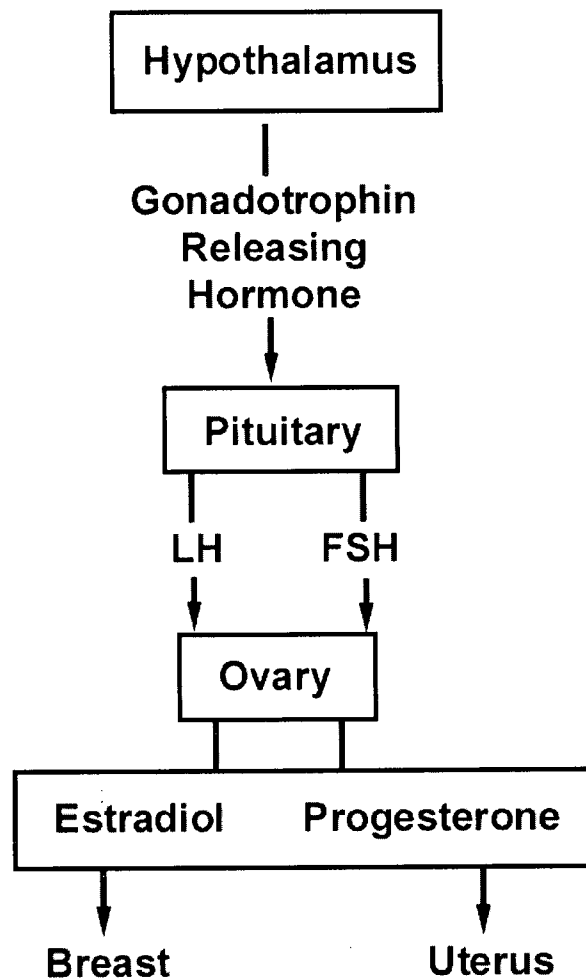 Hypothalamus
Gonadotrophin
Releasing
Hormone
Pituitary
LH FSH
Ovary
Estradiol Progesterone
Breast Uterus